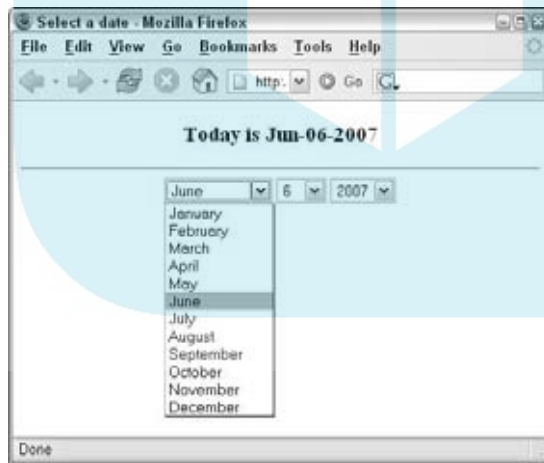 Select a date - Mozilla Firefox
File Edit View Go Bookmarks Tools Help
http: Go G
Today is Jun-06-2007
June 6 2007
January
February
March
April
May
June
July
August
September
October
November
December
Done